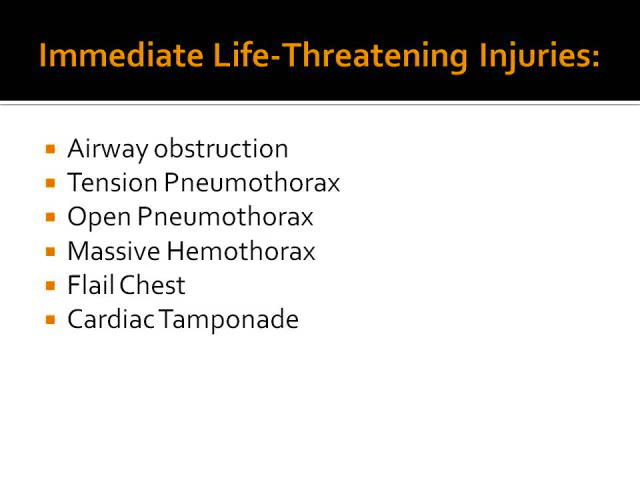 Immediate Life-Threatening Injuries:
▪ Airway obstruction
▪ Tension Pneumothorax
▪ Open Pneumothorax
▪ Massive Hemothorax
▪ Flail Chest
▪ Cardiac Tamponade